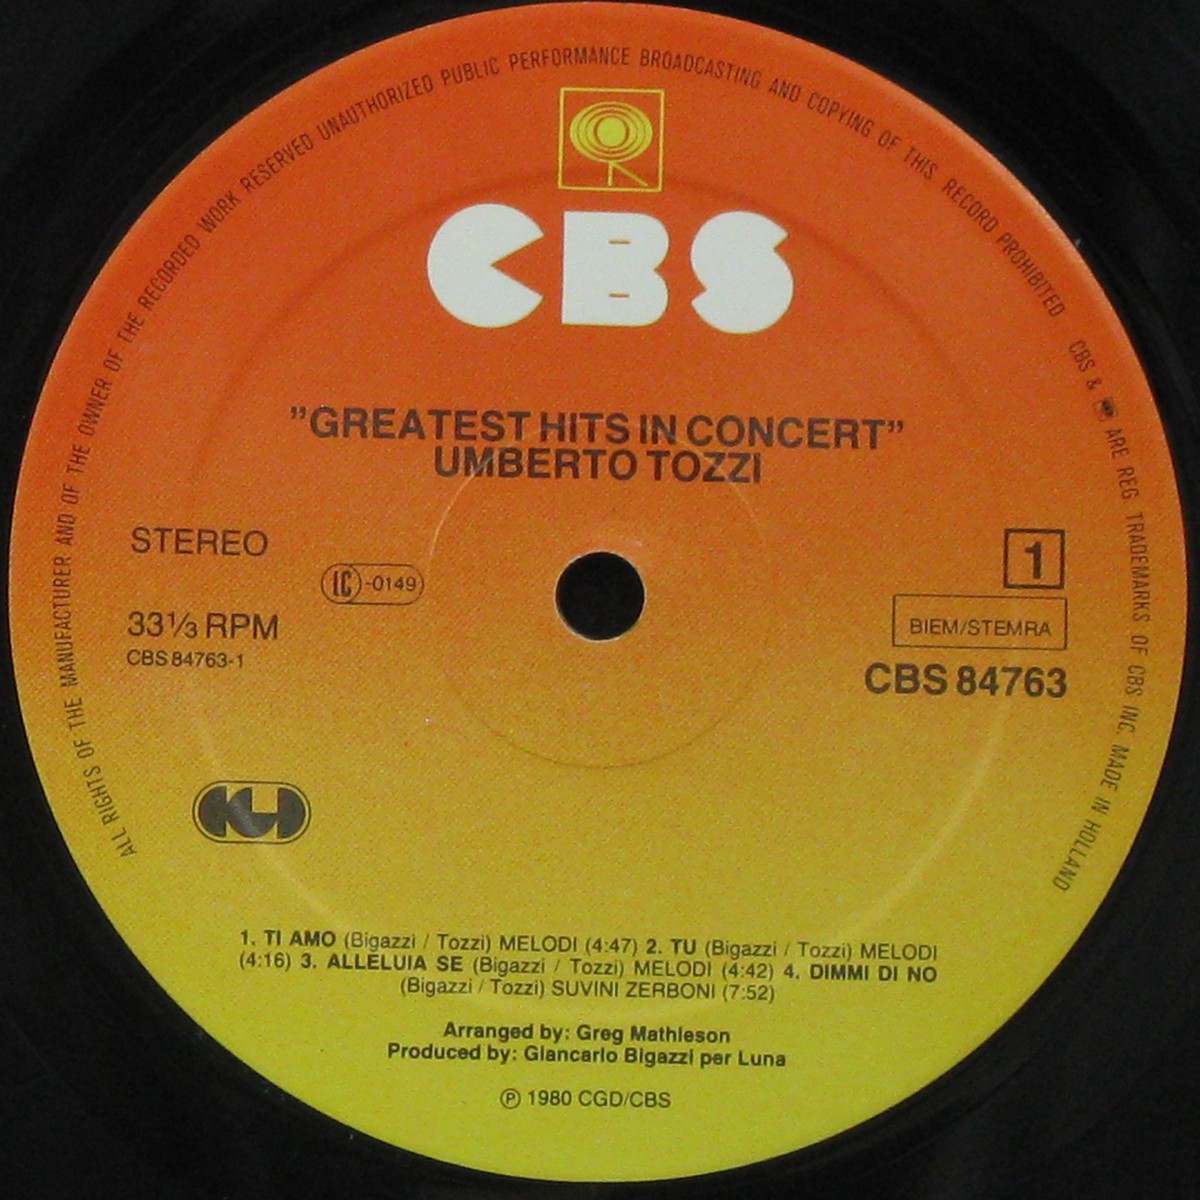 ALL RIGHTS OF THE MANUFACTURER AND OF THE OWNER OF THE RECORDED WORK RESERVED UNAUTHORIZED PUBLIC PERFORMANCE BROADCASTING AND COPYING OF THIS RECORD PROHIBITED · CBS & ARE REG TRADEMARKS OF CBS INC. MADE IN HOLLAND
CBS
"GREATEST HITS IN CONCERT"
UMBERTO TOZZI
STEREO
LC-0149
33⅓ RPM
CBS 84763-1
1
BIEM/STEMRA
CBS 84763
1. TI AMO (Bigazzi / Tozzi) MELODI (4:47) 2. TU (Bigazzi / Tozzi) MELODI
(4:16) 3. ALLELUIA SE (Bigazzi / Tozzi) MELODI (4:42) 4. DIMMI DI NO
(Bigazzi / Tozzi) SUVINI ZERBONI (7:52)
Arranged by: Greg Mathieson
Produced by: Giancarlo Bigazzi per Luna
℗ 1980 CGD/CBS